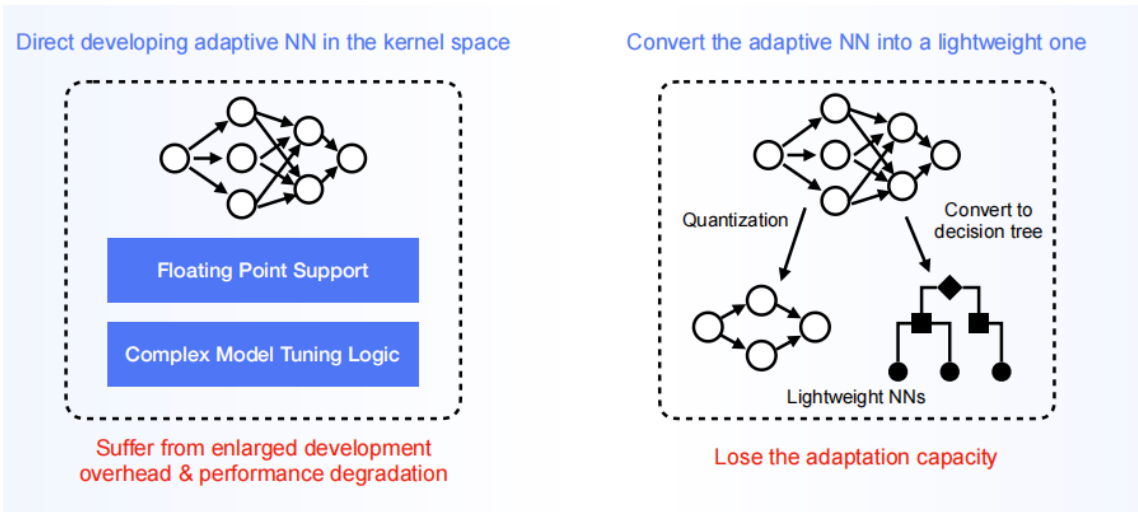 Direct developing adaptive NN in the kernel space
Floating Point Support
Complex Model Tuning Logic
Suffer from enlarged development
overhead & performance degradation
Convert the adaptive NN into a lightweight one
Quantization
Convert to
decision tree
Lightweight NNs
Lose the adaptation capacity